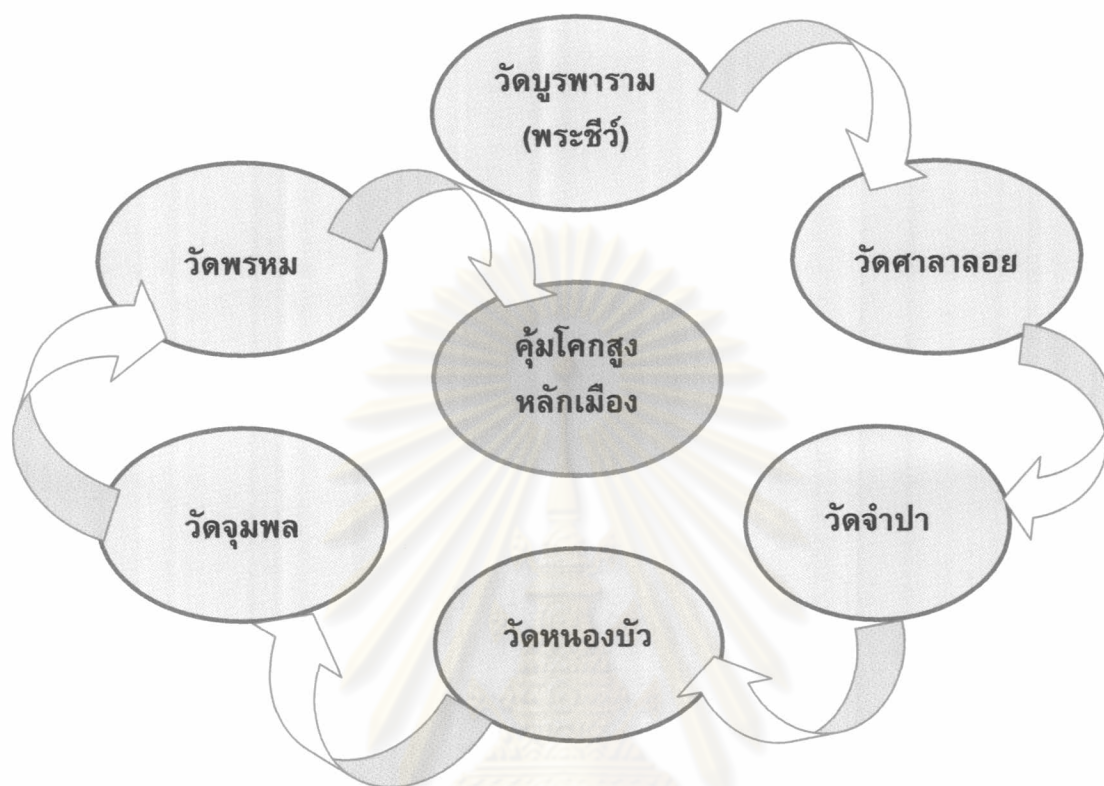 วัดบูรพาราม
(พระชีว์)
วัดศาลาลอย
วัดจำปา
วัดหนองบัว
วัดจุมพล
วัดพรหม
คุ้มโคกสูง
หลักเมือง